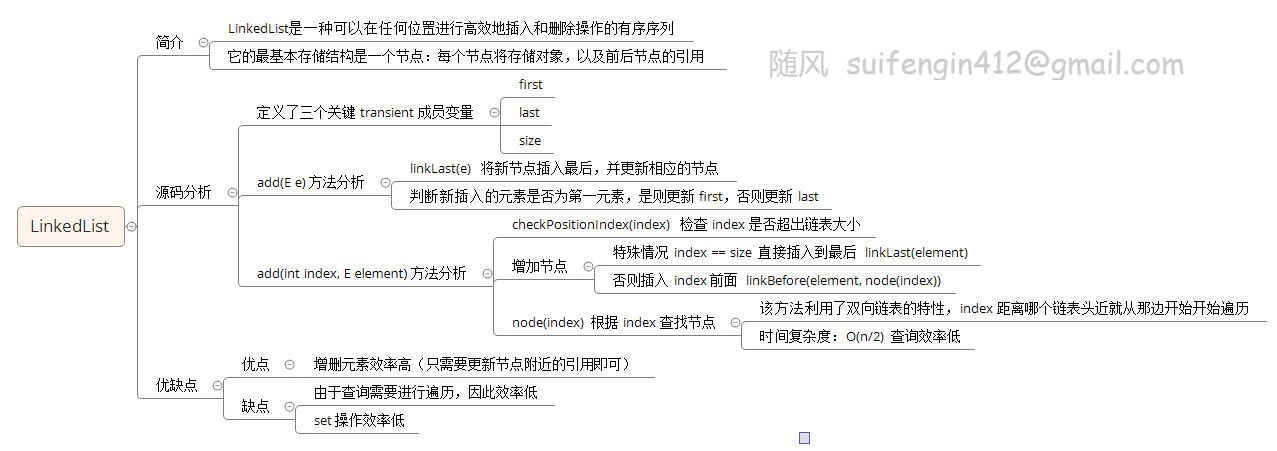 LinkedList
简介
LinkedList是一种可以在任何位置进行高效地插入和删除操作的有序序列
它的最基本存储结构是一个节点：每个节点将存储对象，以及前后节点的引用
随风 suifengin412@gmail.com
源码分析
定义了三个关键 transient 成员变量
first
last
size
add(E e) 方法分析
linkLast(e) 将新节点插入最后，并更新相应的节点
判断新插入的元素是否为第一元素，是则更新 first，否则更新 last
add(int index, E element) 方法分析
checkPositionIndex(index) 检查 index 是否超出链表大小
增加节点
特殊情况 index == size 直接插入到最后 linkLast(element)
否则插入 index 前面 linkBefore(element, node(index))
node(index) 根据 index 查找节点
该方法利用了双向链表的特性，index 距离哪个链表头近就从那边开始开始遍历
时间复杂度：O(n/2) 查询效率低
优缺点
优点
增删元素效率高（只需要更新节点附近的引用即可）
缺点
由于查询需要进行遍历，因此效率低
set 操作效率低